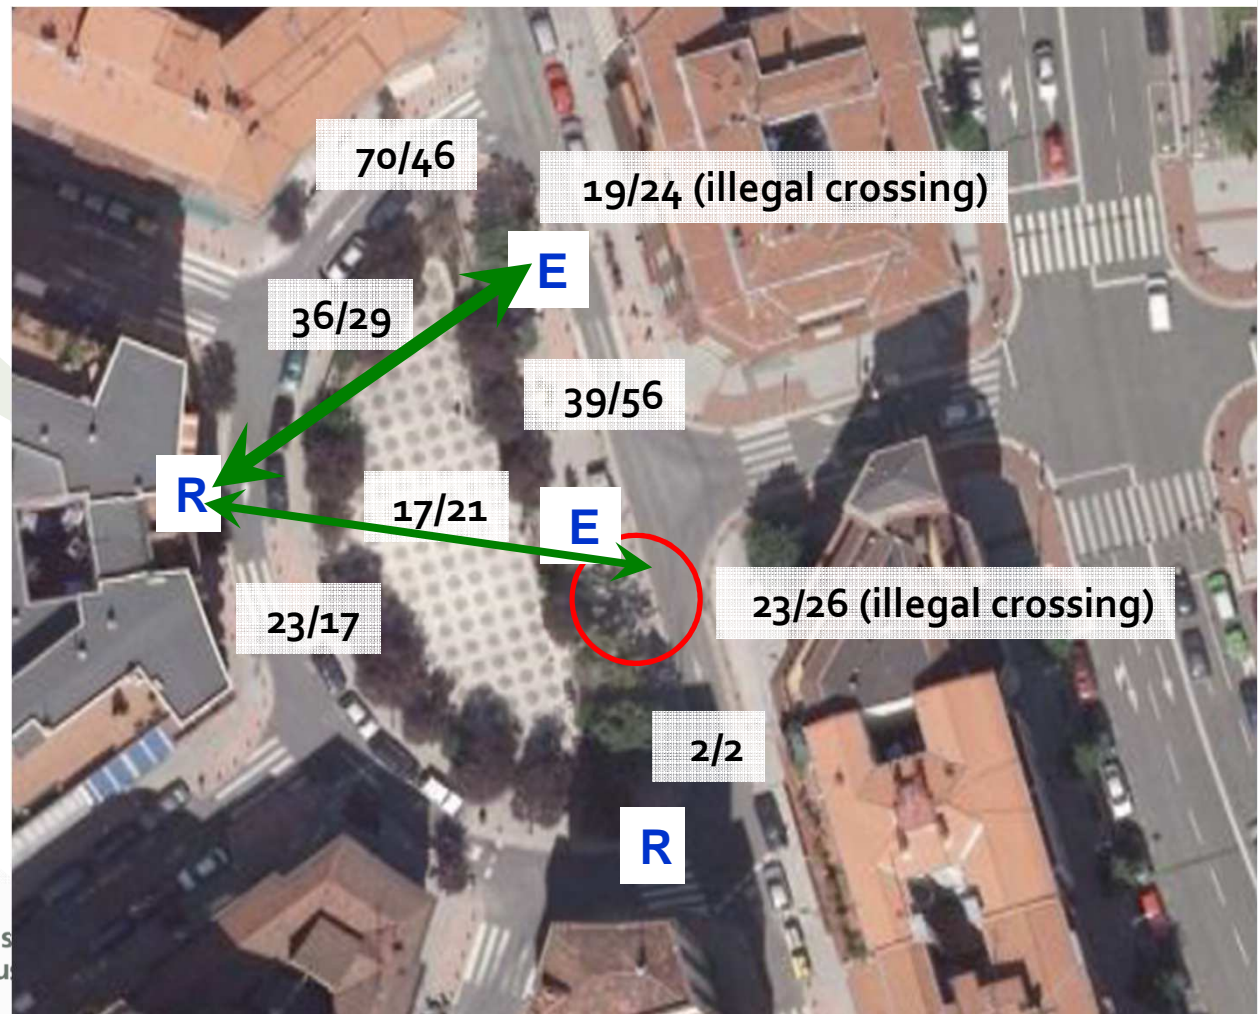 70/46
19/24 (illegal crossing)
E
36/29
39/56
R
17/21
E
23/26 (illegal crossing)
23/17
2/2
R